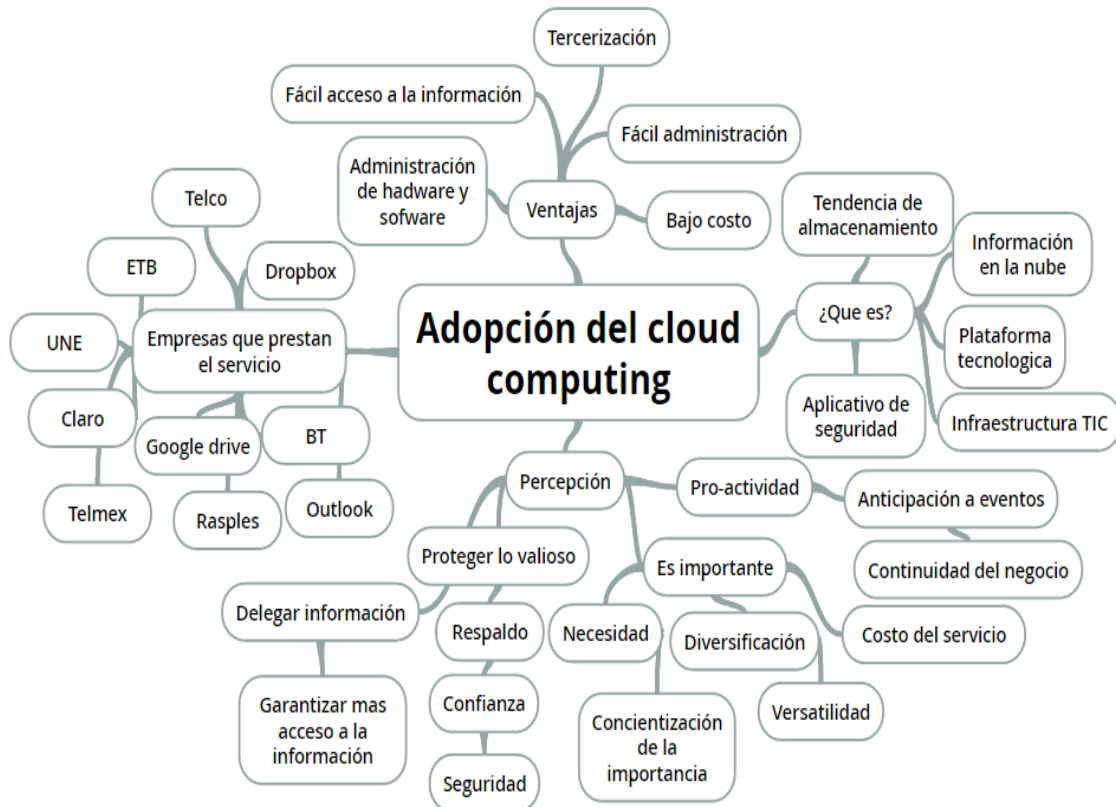 Tercerización
Fácil acceso a la información
Fácil administración
Administración
de hadware y
sofware
Ventajas
Bajo costo
Telco
Tendencia de
almacenamiento
Información
en la nube
ETB
Dropbox
¿Que es?
UNE
Empresas que prestan
el servicio
Adopción del cloud
computing
Plataforma
tecnologica
Claro
Google drive
BT
Aplicativo de
seguridad
Infraestructura TIC
Telmex
Rasples
Outlook
Percepción
Pro-actividad
Anticipación a eventos
Proteger lo valioso
Es importante
Continuidad del negocio
Delegar información
Respaldo
Necesidad
Diversificación
Costo del servicio
Garantizar mas
acceso a la
información
Confianza
Concientización
de la
importancia
Versatilidad
Seguridad